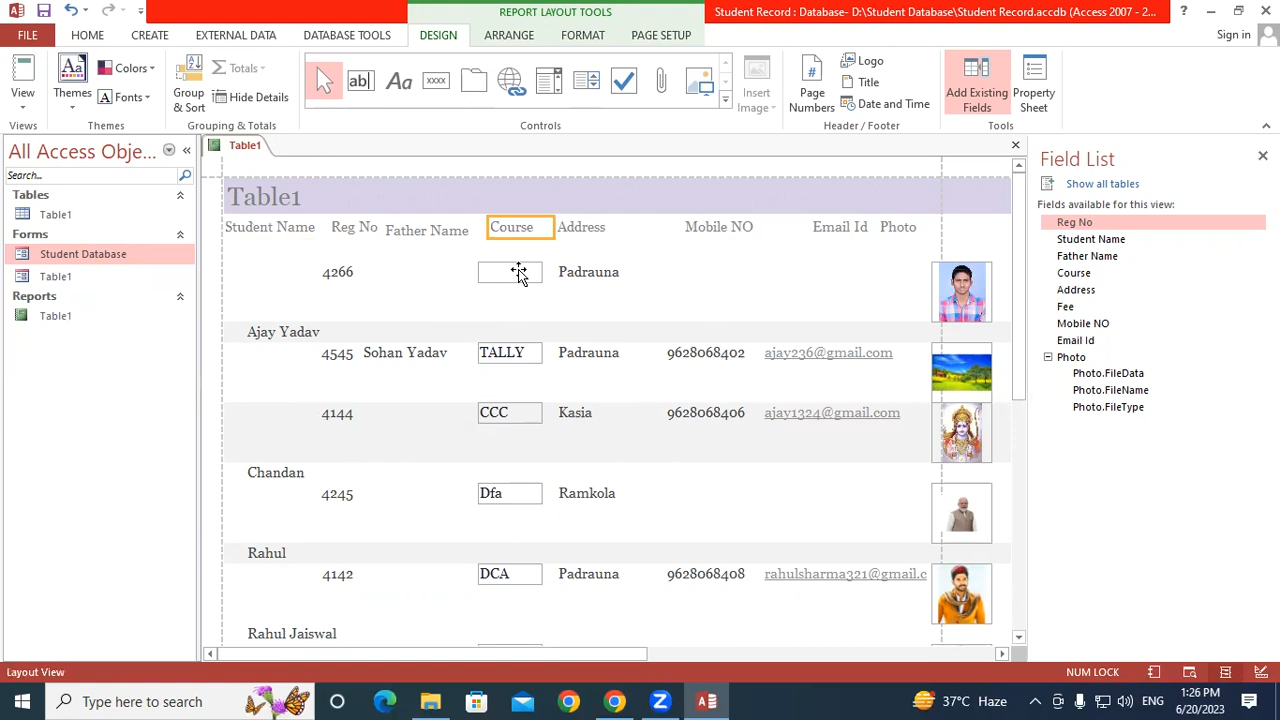 REPORT LAYOUT TOOLS
Student Record : Database- D:\Student Database\Student Record.accdb (Access 2007 - 2...
?
FILE HOME CREATE EXTERNAL DATA DATABASE TOOLS DESIGN ARRANGE FORMAT PAGE SETUP
Sign in
View
Views
Themes
Aa
Colors
Fonts
Themes
Group & Sort
Totals
Hide Details
Grouping & Totals
ab|
Aa
xxxx
Insert Image
Controls
Page Numbers
Logo
Title
Date and Time
Header / Footer
Add Existing Fields
Property Sheet
Tools
All Access Obje...
Search...
Tables
Table1
Forms
Student Database
Table1
Reports
Table1
Table1
Table1
Student Name Reg No Father Name Course Address Mobile NO Email Id Photo
4266 Padrauna
Ajay Yadav
4545 Sohan Yadav TALLY Padrauna 9628068402 ajay236@gmail.com
4144 CCC Kasia 9628068406 ajay1324@gmail.com
Chandan
4245 Dfa Ramkola
Rahul
4142 DCA Padrauna 9628068408 rahulsharma321@gmail.c
Rahul Jaiswal
Field List
Show all tables
Fields available for this view:
Reg No
Student Name
Father Name
Course
Address
Fee
Mobile NO
Email Id
Photo
Photo.FileData
Photo.FileName
Photo.FileType
Layout View
NUM LOCK
Type here to search
37°C Haze
ENG
1:26 PM
6/20/2023